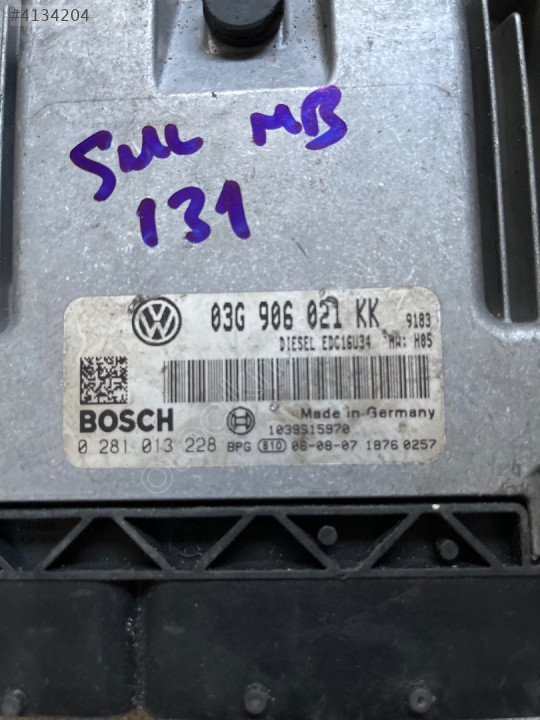 #4134204
SML MB
131
03G 906 021 KK 9183
DIESEL EDC16U34 HW: H05
BOSCH
Made in Germany
1039S15970
0 281 013 228 BPG 810 06-08-07 1876 0257